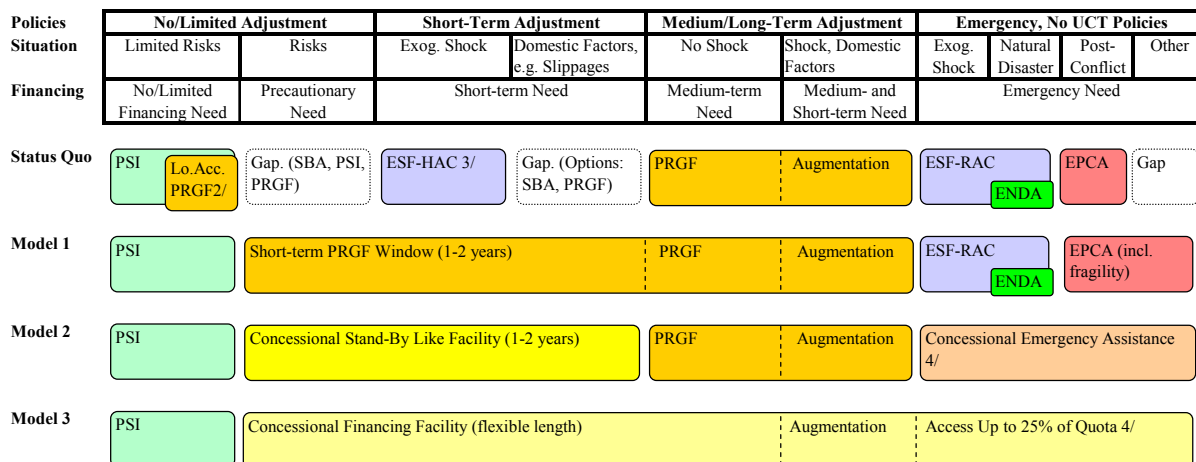 Policies No/Limited Adjustment Short-Term Adjustment Medium/Long-Term Adjustment Emergency, No UCT Policies
Situation Limited Risks Risks Exog. Shock Domestic Factors, e.g. Slippages No Shock Shock, Domestic Factors Exog. Shock Natural Disaster Post-Conflict Other
Financing No/Limited Financing Need Precautionary Need Short-term Need Medium-term Need Medium- and Short-term Need Emergency Need
Status Quo PSI Lo.Acc. PRGF2/ Gap. (SBA, PSI, PRGF) ESF-HAC 3/ Gap. (Options: SBA, PRGF) PRGF Augmentation ESF-RAC ENDA EPCA Gap
Model 1 PSI Short-term PRGF Window (1-2 years) PRGF Augmentation ESF-RAC ENDA EPCA (incl. fragility)
Model 2 PSI Concessional Stand-By Like Facility (1-2 years) PRGF Augmentation Concessional Emergency Assistance 4/
Model 3 PSI Concessional Financing Facility (flexible length) Augmentation Access Up to 25% of Quota 4/